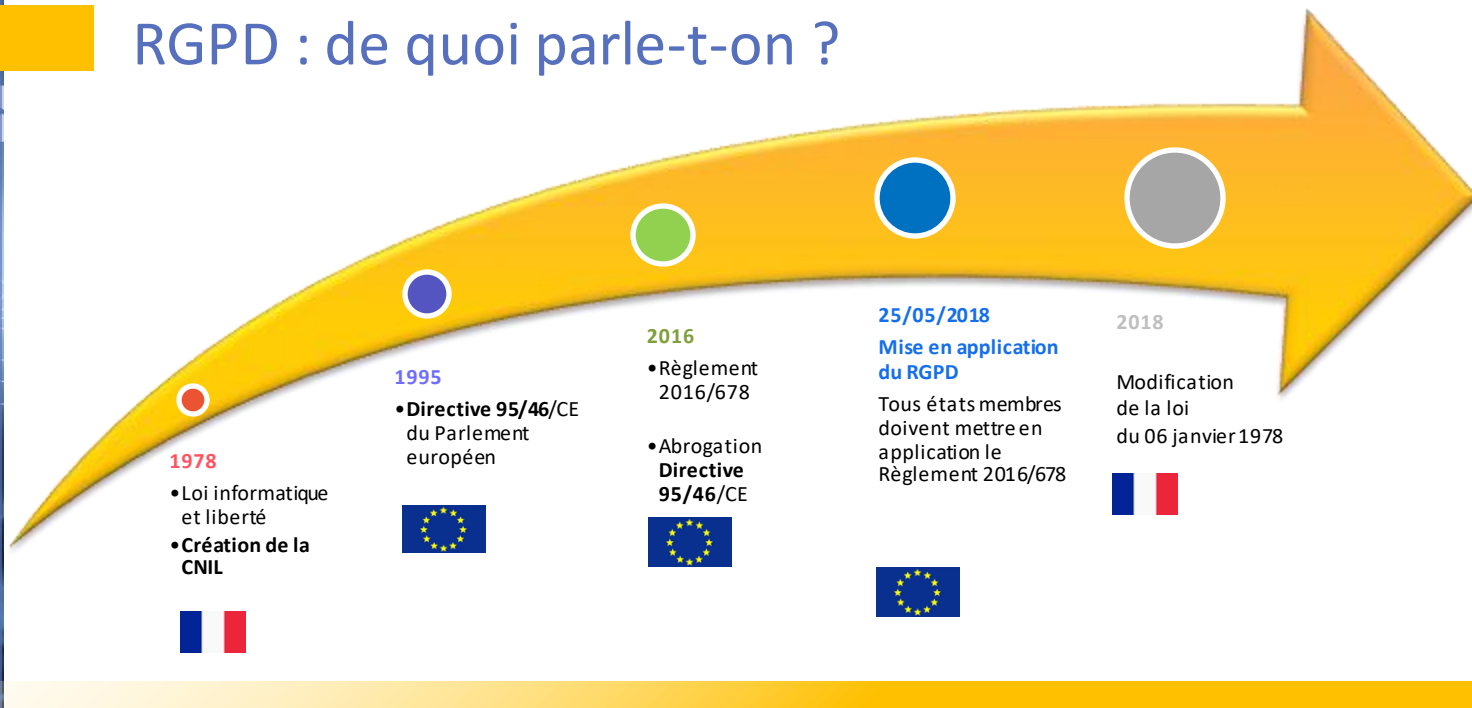 RGPD : de quoi parle-t-on ?
1978
•Loi informatique
et liberté
•Création de la
CNIL
1995
•Directive 95/46/CE
du Parlement
européen
2016
•Règlement
2016/678
•Abrogation
Directive
95/46/CE
25/05/2018
Mise en application
du RGPD
Tous états membres
doivent mettre en
application le
Règlement 2016/678
2018
Modification
de la loi
du 06 janvier 1978